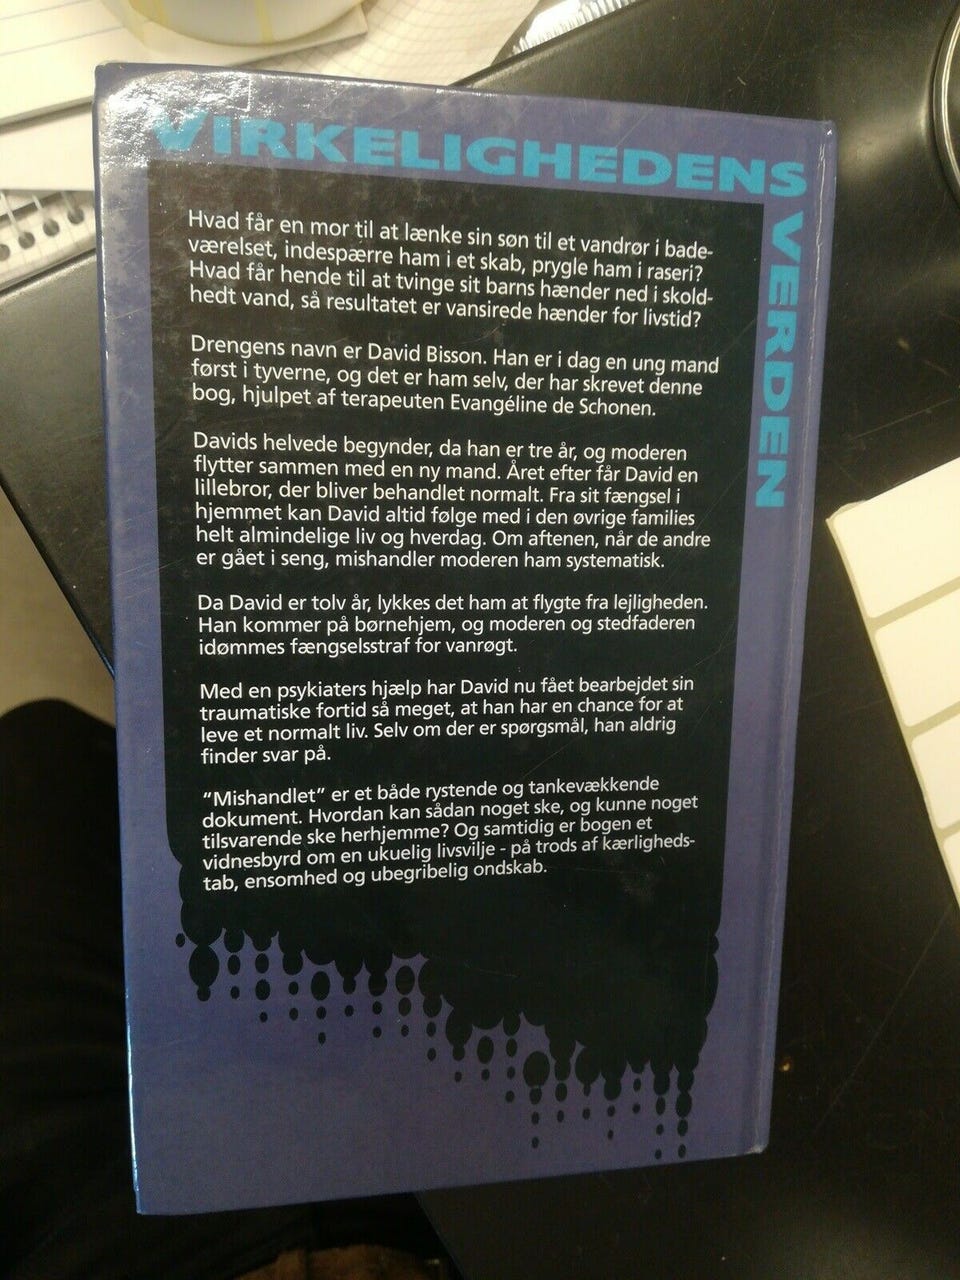 VIRKELIGHEDENS
VERDEN
Hvad får en mor til at lænke sin søn til et vandrør i bade-
værelset, indespærre ham i et skab, prygle ham i raseri?
Hvad får hende til at tvinge sit barns hænder ned i skold-
hedt vand, så resultatet er vansirede hænder for livstid?
Drengens navn er David Bisson. Han er i dag en ung mand
først i tyverne, og det er ham selv, der har skrevet denne
bog, hjulpet af terapeuten Evangéline de Schonen.
Davids helvede begynder, da han er tre år, og moderen
flytter sammen med en ny mand. Året efter får David en
lillebror, der bliver behandlet normalt. Fra sit fængsel i
hjemmet kan David altid følge med i den øvrige families
helt almindelige liv og hverdag. Om aftenen, når de andre
er gået i seng, mishandler moderen ham systematisk.
Da David er tolv år, lykkes det ham at flygte fra lejligheden.
Han kommer på børnehjem, og moderen og stedfaderen
idømmes fængselsstraf for vanrøgt.
Med en psykiaters hjælp har David nu fået bearbejdet sin
traumatiske fortid så meget, at han har en chance for at
leve et normalt liv. Selv om der er spørgsmål, han aldrig
finder svar på.
"Mishandlet" er et både rystende og tankevækkende
dokument. Hvordan kan sådan noget ske, og kunne noget
tilsvarende ske herhjemme? Og samtidig er bogen et
vidnesbyrd om en ukuelig livsvilje - på trods af kærligheds-
tab, ensomhed og ubegribelig ondskab.